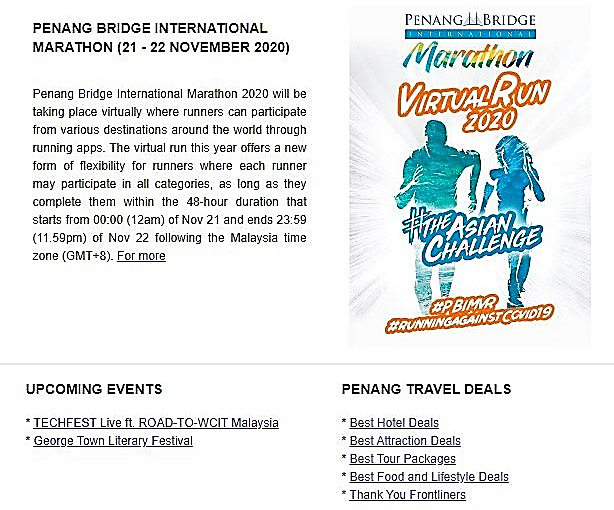 PENANG BRIDGE INTERNATIONAL
MARATHON (21 - 22 NOVEMBER 2020)
Penang Bridge International Marathon 2020 will be
taking place virtually where runners can participate
from various destinations around the world through
running apps. The virtual run this year offers a new
form of flexibility for runners where each runner
may participate in all categories, as long as they
complete them within the 48-hour duration that
starts from 00:00 (12am) of Nov 21 and ends 23:59
(11.59pm) of Nov 22 following the Malaysia time
zone (GMT+8). For more
PENANG BRIDGE
INTERNATIONAL
Marathon
VIRTUAL RUN
2020
#THE ASIAN
CHALLENGE
#PBIMVR
#RUNNINGAGAINSTCOVID19
UPCOMING EVENTS
* TECHFEST Live ft. ROAD-TO-WCIT Malaysia
* George Town Literary Festival
PENANG TRAVEL DEALS
* Best Hotel Deals
* Best Attraction Deals
* Best Tour Packages
* Best Food and Lifestyle Deals
* Thank You Frontliners